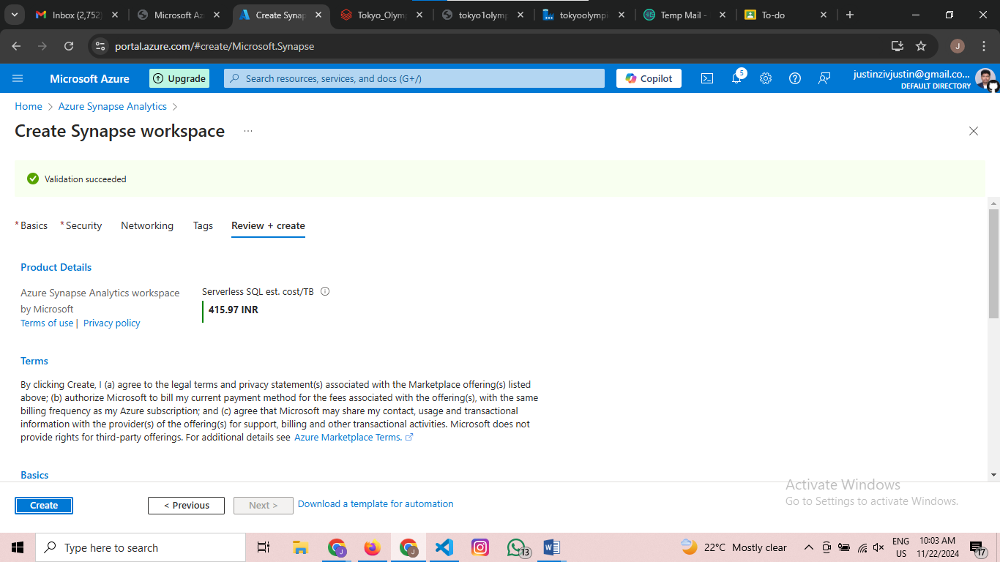 Inbox (2,752)
Microsoft Az
Create Synap
Tokyo_Olymp
tokyo1olymp
tokyoolympi
Temp Mail -
To-do
portal.azure.com/#create/Microsoft.Synapse
J
Microsoft Azure
Upgrade
Search resources, services, and docs (G+/)
Copilot
5
justinzivjustin@gmail.co...
DEFAULT DIRECTORY
Home > Azure Synapse Analytics >
Create Synapse workspace ...
Validation succeeded
* Basics * Security Networking Tags Review + create
Product Details
Azure Synapse Analytics workspace
by Microsoft
Terms of use | Privacy policy
Serverless SQL est. cost/TB
415.97 INR
Terms
By clicking Create, I (a) agree to the legal terms and privacy statement(s) associated with the Marketplace offering(s) listed
above; (b) authorize Microsoft to bill my current payment method for the fees associated with the offering(s), with the same
billing frequency as my Azure subscription; and (c) agree that Microsoft may share my contact, usage and transactional
information with the provider(s) of the offering(s) for support, billing and other transactional activities. Microsoft does not
provide rights for third-party offerings. For additional details see Azure Marketplace Terms.
Basics
Create
< Previous
Next >
Download a template for automation
Activate Windows
Go to Settings to activate Windows.
Type here to search
J
J
13
22°C Mostly clear
ENG
US
10:03 AM
11/22/2024
17